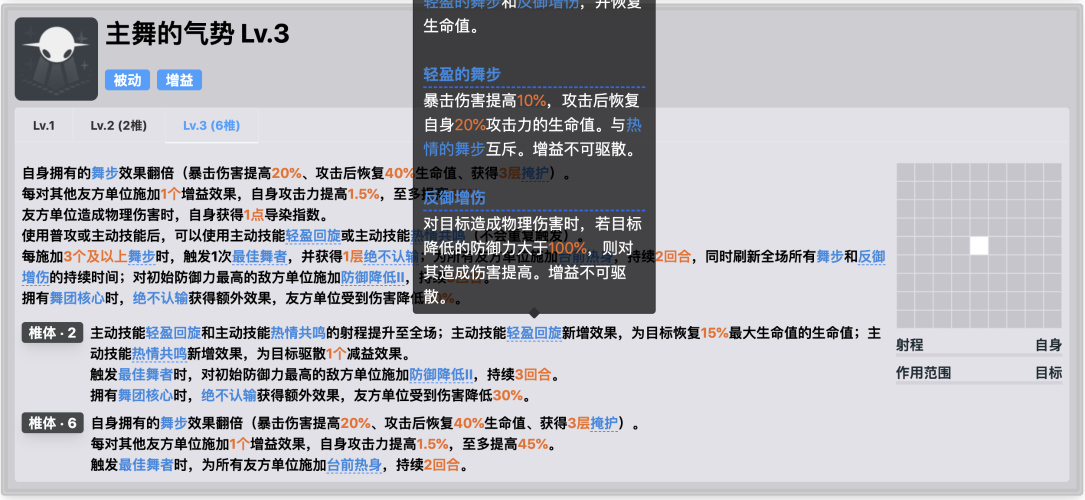 主舞的气势 Lv.3
被动 增益
Lv.1 Lv.2 (2椎) Lv.3 (6椎)
自身拥有的舞步效果翻倍（暴击伤害提高20%、攻击后恢复40%生命值、获得3层掩护）。
每对其他友方单位施加1个增益效果，自身攻击力提高1.5%，至多提高
友方单位造成物理伤害时，自身获得1点导染指数。
使用普攻或主动技能后，可以使用主动技能轻盈回旋或主动技能热情共鸣（不会重复触发）。
每施加3个及以上舞步时，触发1次最佳舞者，并获得1层绝不认输；为所有友方单位施加台前热身，持续2回合，同时刷新全场所有舞步和反御
增伤的持续时间；对初始防御力最高的敌方单位施加防御降低II，持续3回合。
拥有舞团核心时，绝不认输获得额外效果，友方单位受到伤害降低
轻盈的舞步和反御增伤，并恢复
生命值。
轻盈的舞步
暴击伤害提高10%，攻击后恢复
自身20%攻击力的生命值。与热
情的舞步互斥。增益不可驱散。
反御增伤
对目标造成物理伤害时，若目标
降低的防御力大于100%，则对
其造成伤害提高。增益不可驱
散。
椎体 · 2 主动技能轻盈回旋和主动技能热情共鸣的射程提升至全场；主动技能轻盈回旋新增效果，为目标恢复15%最大生命值的生命值；主
动技能热情共鸣新增效果，为目标驱散1个减益效果。
触发最佳舞者时，对初始防御力最高的敌方单位施加防御降低II，持续3回合。
拥有舞团核心时，绝不认输获得额外效果，友方单位受到伤害降低30%。
椎体 · 6 自身拥有的舞步效果翻倍（暴击伤害提高20%、攻击后恢复40%生命值、获得3层掩护）。
每对其他友方单位施加1个增益效果，自身攻击力提高1.5%，至多提高45%。
触发最佳舞者时，为所有友方单位施加台前热身，持续2回合。
射程 自身
作用范围 目标